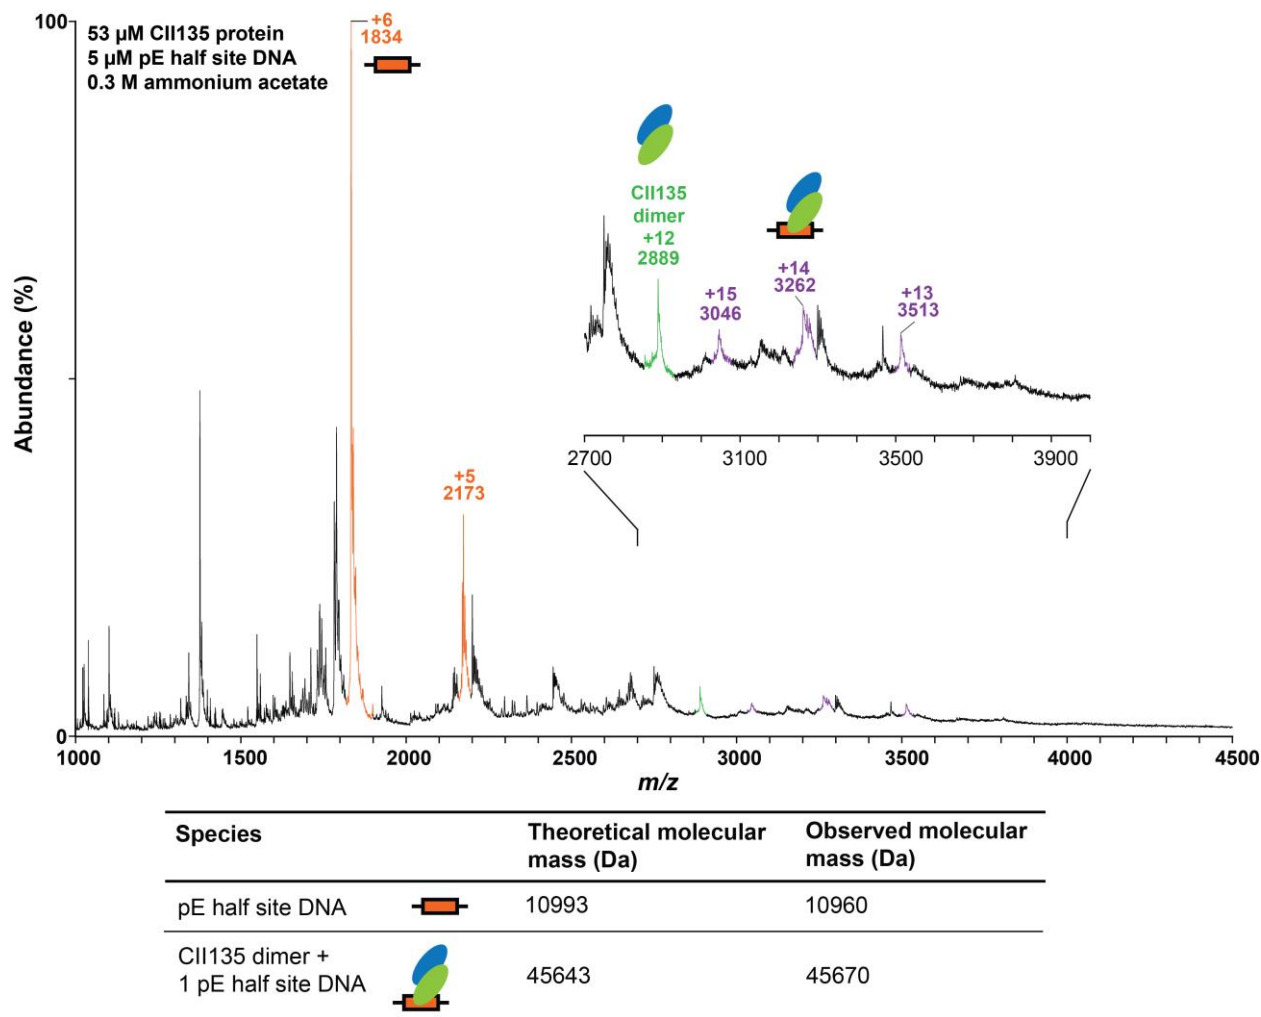 100
53 µM CII135 protein
5 µM pE half site DNA
0.3 M ammonium acetate
+6
1834
CII135
dimer
+12
2889
+15
3046
+14
3262
+13
3513
2700 3100 3500 3900
+5
2173
Abundance (%)
0
1000 1500 2000 2500 3000 3500 4000 4500
m/z
Species Theoretical molecular mass (Da) Observed molecular mass (Da)
pE half site DNA 10993 10960
CII135 dimer +
1 pE half site DNA 45643 45670